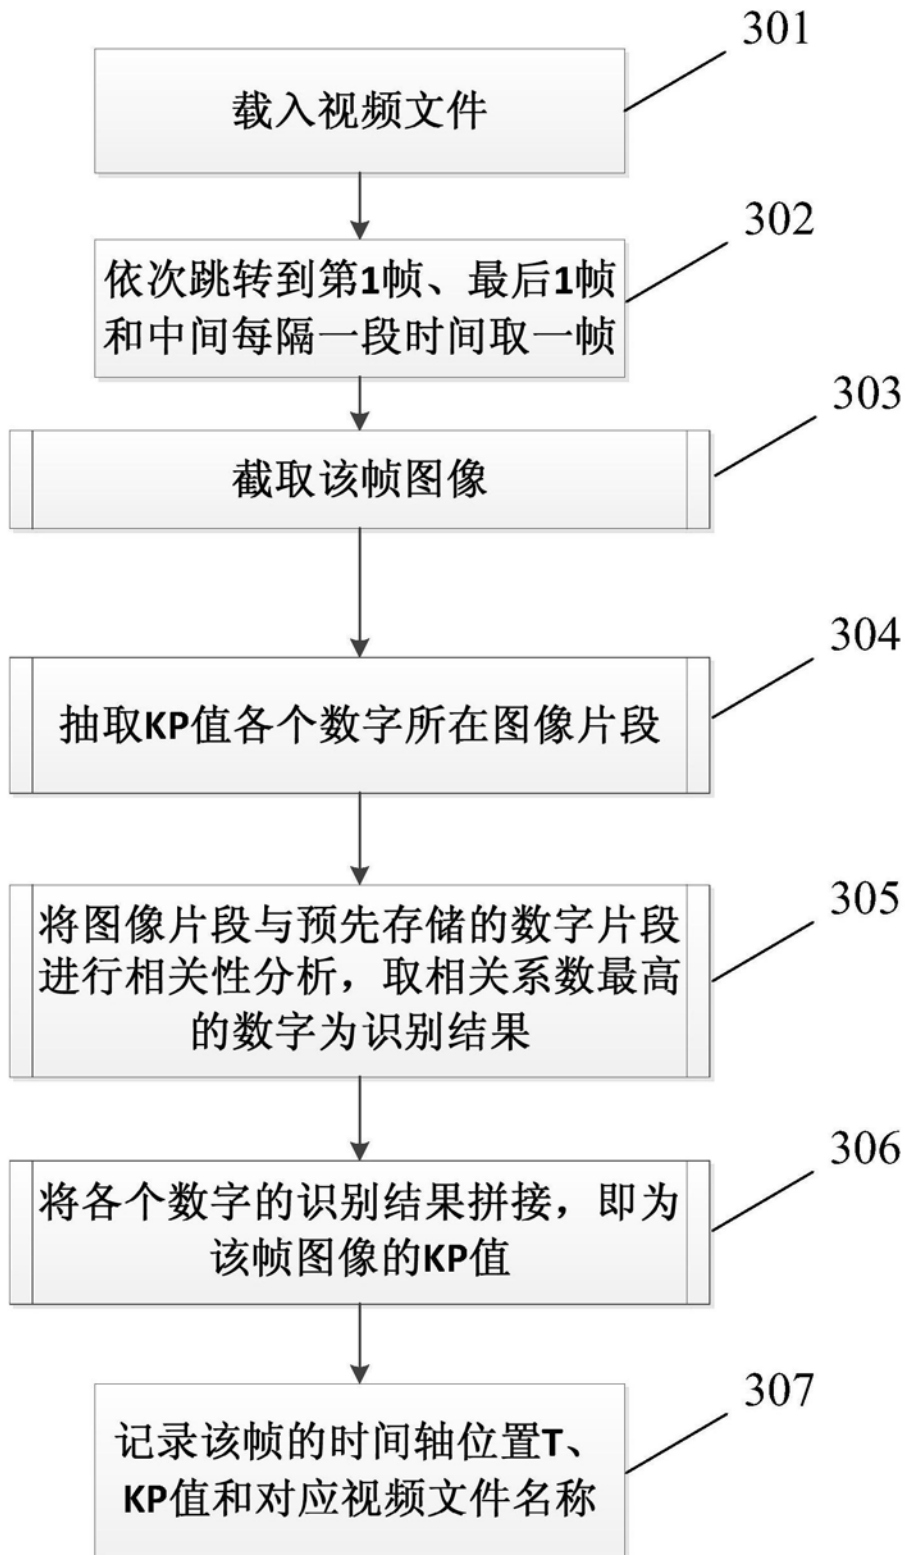 301
载入视频文件
302
依次跳转到第1帧、最后1帧
和中间每隔一段时间取一帧
303
截取该帧图像
304
抽取KP值各个数字所在图像片段
305
将图像片段与预先存储的数字片段
进行相关性分析，取相关系数最高
的数字为识别结果
306
将各个数字的识别结果拼接，即为
该帧图像的KP值
307
记录该帧的时间轴位置T、
KP值和对应视频文件名称